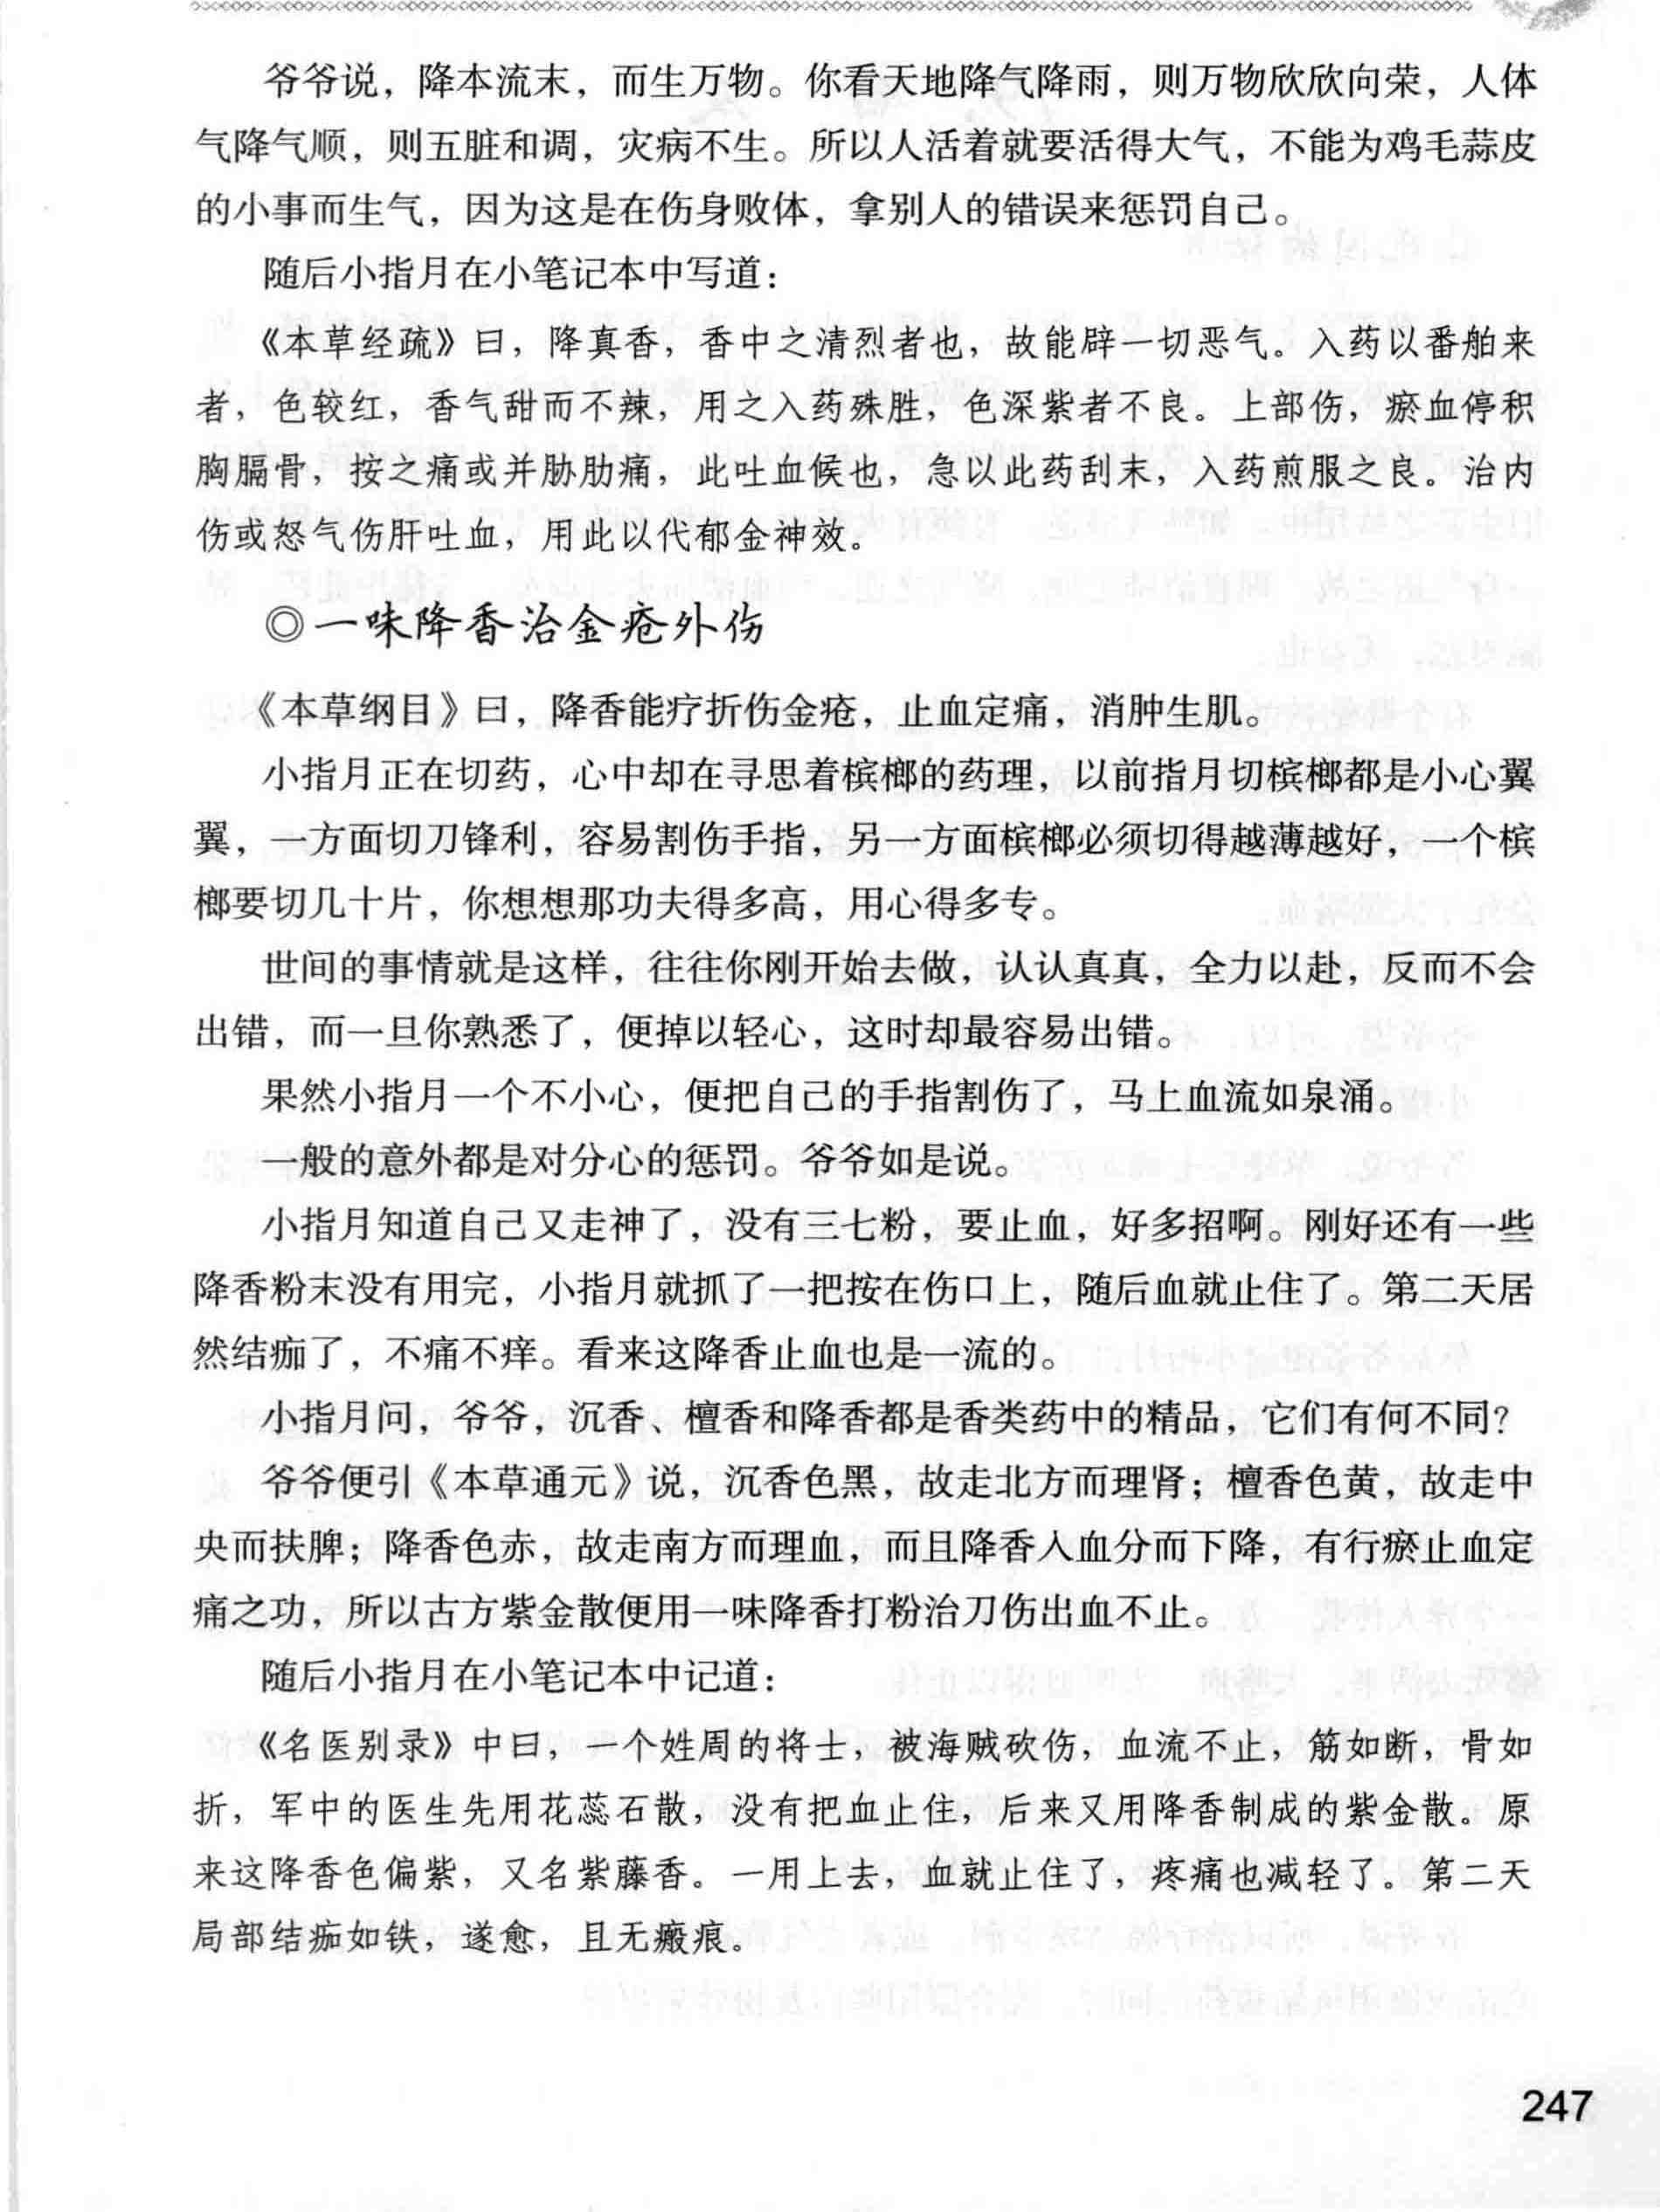 爷爷说，降本流末，而生万物。你看天地降气降雨，则万物欣欣向荣，人体
气降气顺，则五脏和调，灾病不生。所以人活着就要活得大气，不能为鸡毛蒜皮
的小事而生气，因为这是在伤身败体，拿别人的错误来惩罚自己。
随后小指月在小笔记本中写道：
《本草经疏》曰，降真香，香中之清烈者也，故能辟一切恶气。入药以番舶来
者，色较红，香气甜而不辣，用之入药殊胜，色深紫者不良。上部伤，瘀血停积
胸膈骨，按之痛或并胁肋痛，此吐血候也，急以此药刮末，入药煎服之良。治内
伤或怒气伤肝吐血，用此以代郁金神效。
◎一味降香治金疮外伤
《本草纲目》曰，降香能疗折伤金疮，止血定痛，消肿生肌。
小指月正在切药，心中却在寻思着槟榔的药理，以前指月切槟榔都是小心翼
翼，一方面切刀锋利，容易割伤手指，另一方面槟榔必须切得越薄越好，一个槟
榔要切几十片，你想想那功夫得多高，用心得多专。
世间的事情就是这样，往往你刚开始去做，认认真真，全力以赴，反而不会
出错，而一旦你熟悉了，便掉以轻心，这时却最容易出错。
果然小指月一个不小心，便把自己的手指割伤了，马上血流如泉涌。
一般的意外都是对分心的惩罚。爷爷如是说。
小指月知道自己又走神了，没有三七粉，要止血，好多招啊。刚好还有一些
降香粉末没有用完，小指月就抓了一把按在伤口上，随后血就止住了。第二天居
然结痂了，不痛不痒。看来这降香止血也是一流的。
小指月问，爷爷，沉香、檀香和降香都是香类药中的精品，它们有何不同？
爷爷便引《本草通元》说，沉香色黑，故走北方而理肾；檀香色黄，故走中
央而扶脾；降香色赤，故走南方而理血，而且降香入血分而下降，有行瘀止血定
痛之功，所以古方紫金散便用一味降香打粉治刀伤出血不止。
随后小指月在小笔记本中记道：
《名医别录》中曰，一个姓周的将士，被海贼砍伤，血流不止，筋如断，骨如
折，军中的医生先用花蕊石散，没有把血止住，后来又用降香制成的紫金散。原
来这降香色偏紫，又名紫藤香。一用上去，血就止住了，疼痛也减轻了。第二天
局部结痂如铁，遂愈，且无瘢痕。
247